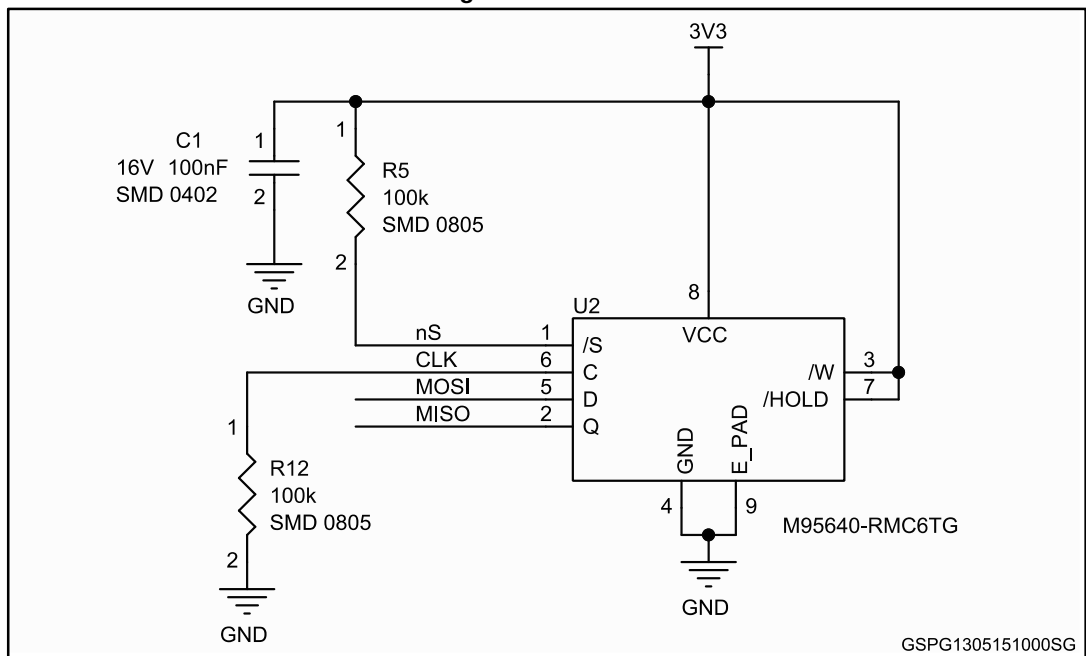 3V3
C1
16V 100nF
SMD 0402
1
2
GND
1
R5
100k
SMD 0805
2
U2
8
VCC
nS
1
/S
CLK
6
C
MOSI
5
D
MISO
2
Q
/W
3
/HOLD
7
GND
E_PAD
4
9
M95640-RMC6TG
GND
1
R12
100k
SMD 0805
2
GND
GSPG1305151000SG